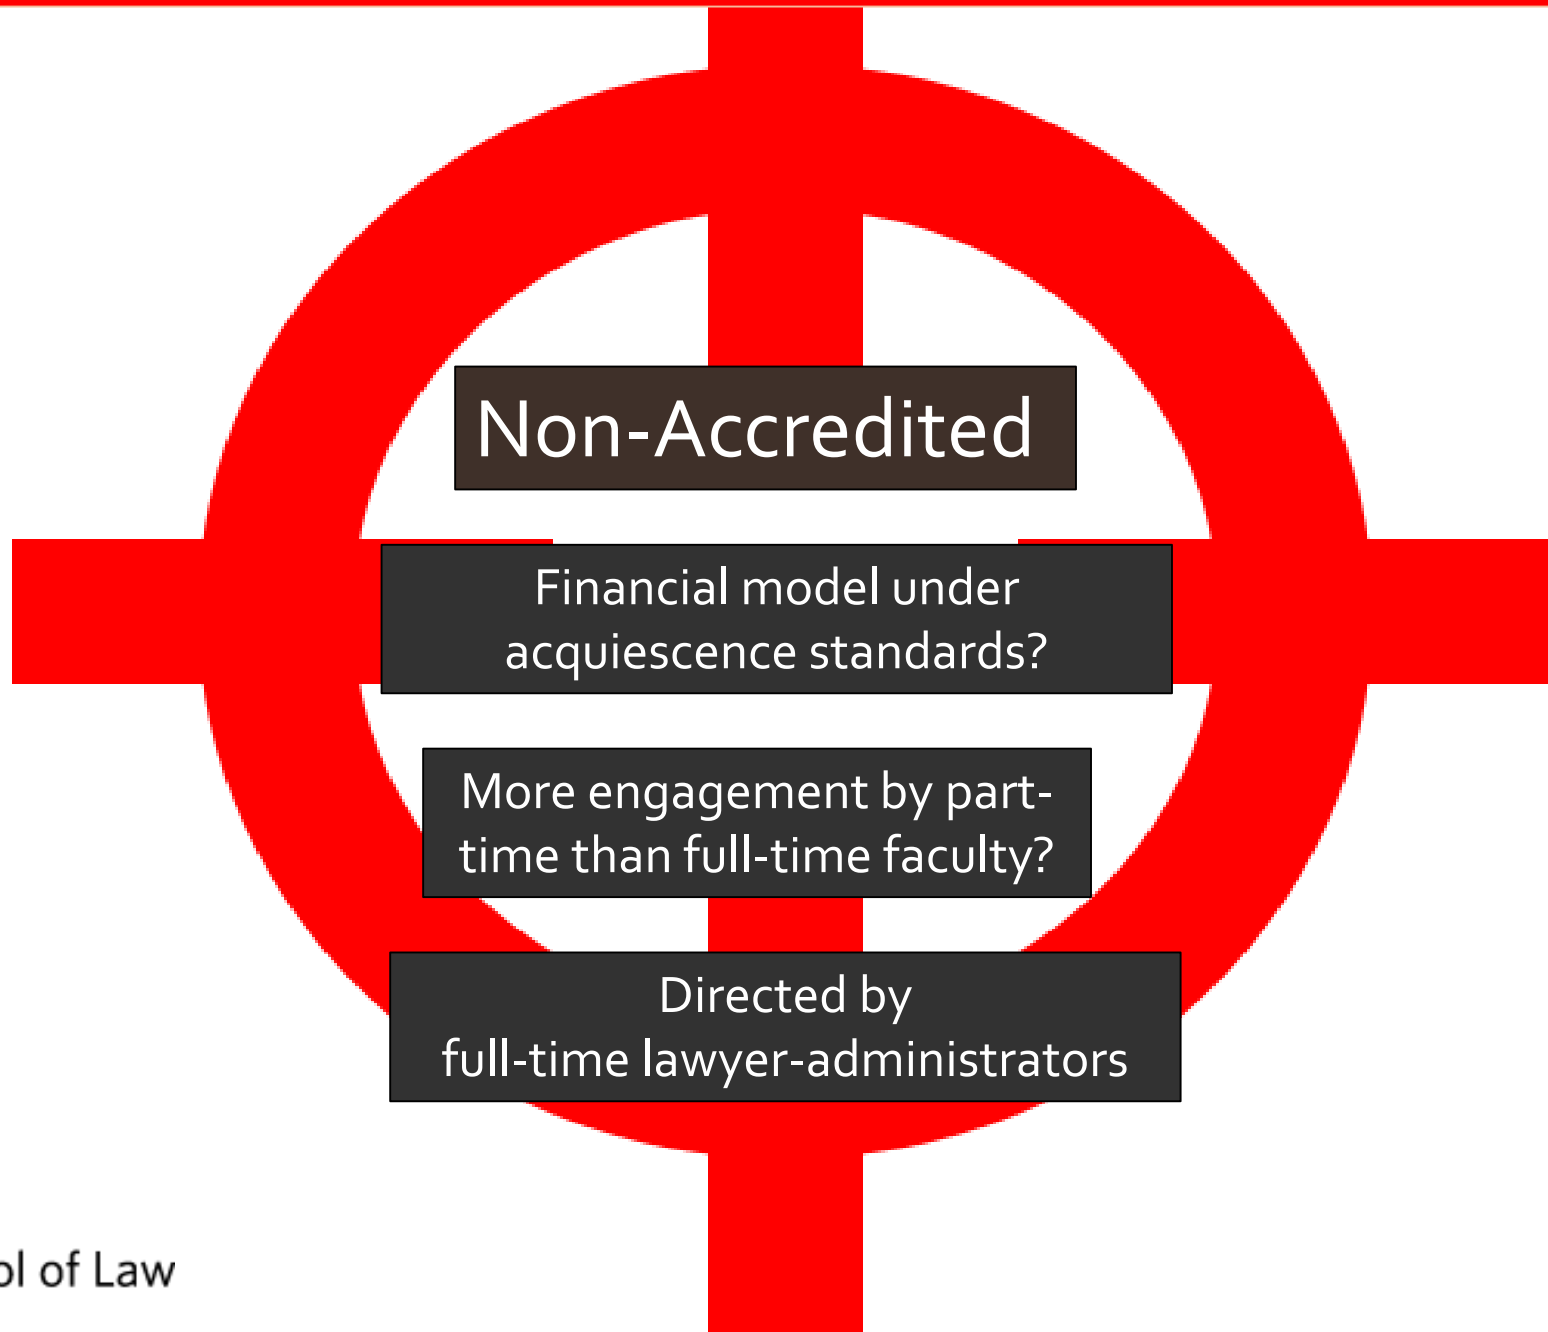 Non-Accredited
Financial model under
acquiescence standards?
More engagement by part-
time than full-time faculty?
Directed by
full-time lawyer-administrators
of Law